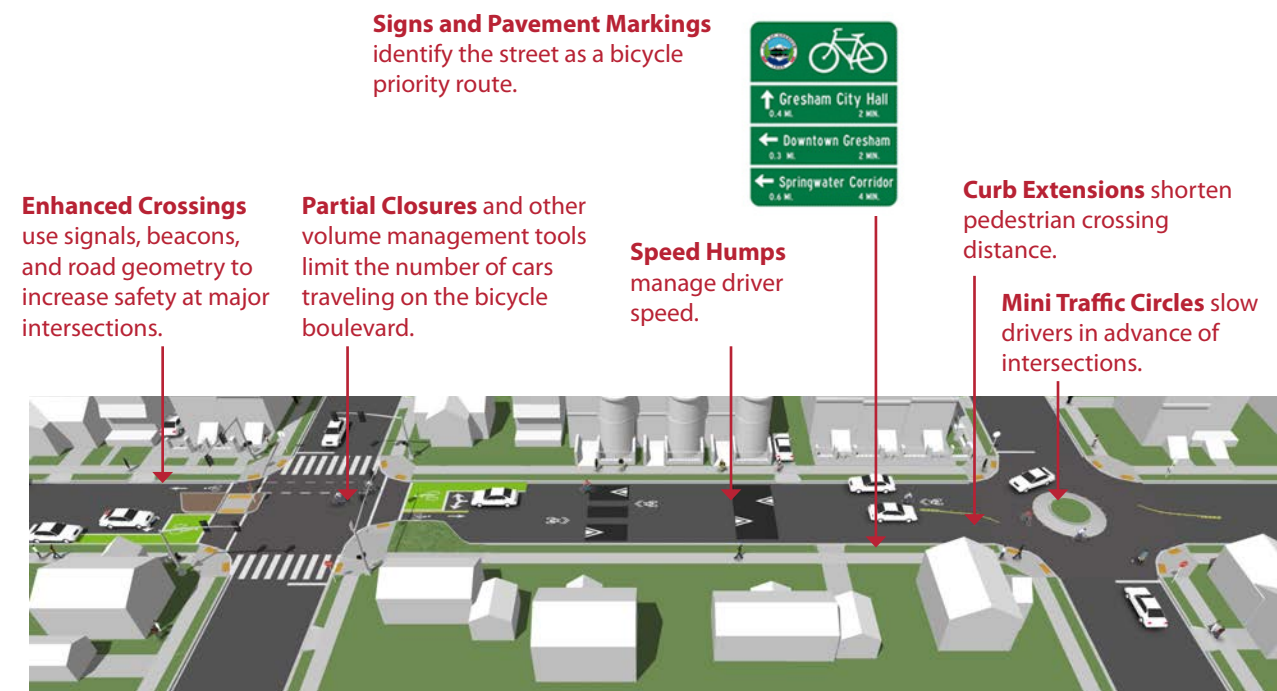 Signs and Pavement Markings
identify the street as a bicycle
priority route.
Gresham City Hall
0.4 MI. 2 MIN.
Downtown Gresham
0.3 MI. 2 MIN.
Springwater Corridor
0.6 MI. 4 MIN.
Enhanced Crossings
use signals, beacons,
and road geometry to
increase safety at major
intersections.
Partial Closures and other
volume management tools
limit the number of cars
traveling on the bicycle
boulevard.
Speed Humps
manage driver
speed.
Curb Extensions shorten
pedestrian crossing
distance.
Mini Traffic Circles slow
drivers in advance of
intersections.